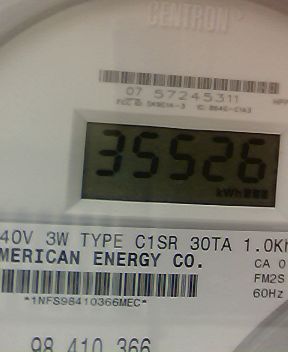 CENTRON
07 57245311
35526
kWh
40V 3W TYPE C1SR 30TA 1.0Kh
MERICAN ENERGY CO.
CA 0
FM2S
*1NFS98410366MEC*
60Hz
98 410 366